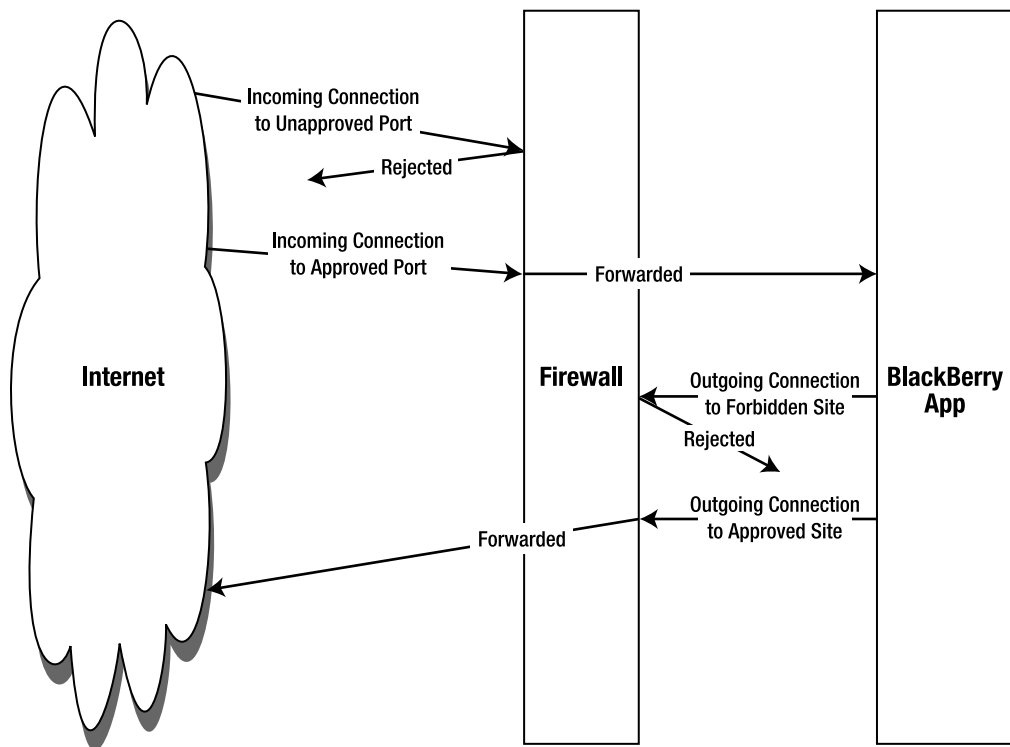 Incoming Connection
to Unapproved Port
Rejected
Incoming Connection
to Approved Port
Forwarded
Internet
Firewall
BlackBerry
App
Outgoing Connection
to Forbidden Site
Rejected
Outgoing Connection
to Approved Site
Forwarded